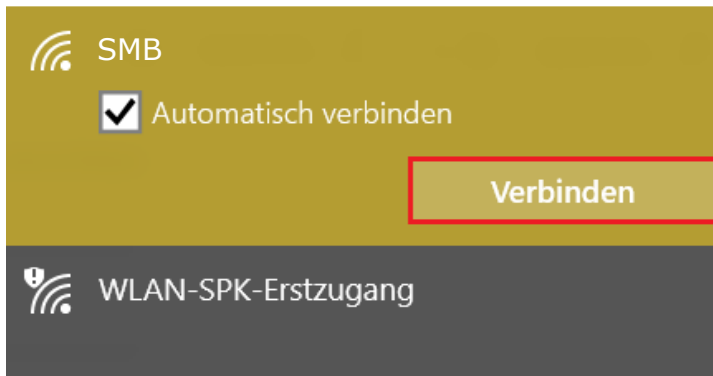 SMB
Automatisch verbinden
Verbinden
WLAN-SPK-Erstzugang